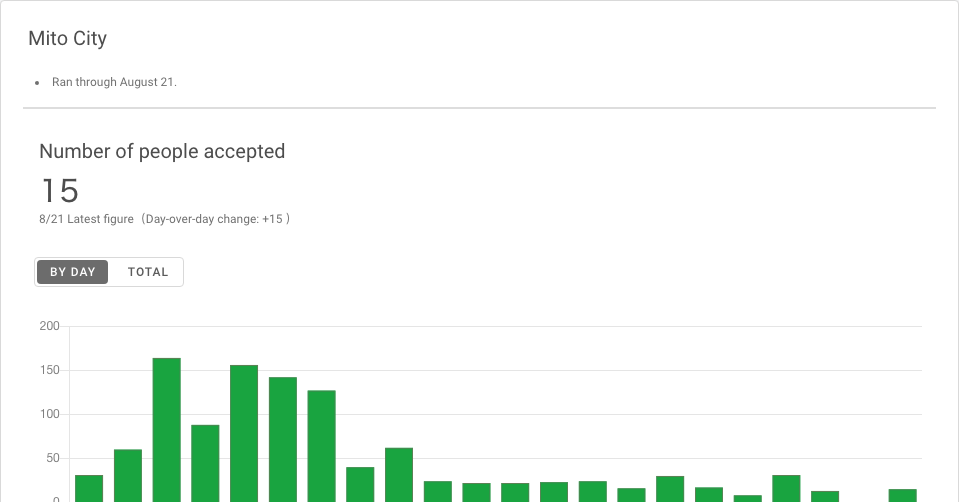 Mito City
Ran through August 21.
Number of people accepted
15
8/21 Latest figure（Day-over-day change: +15 ）
BY DAY TOTAL
200
150
100
50
0